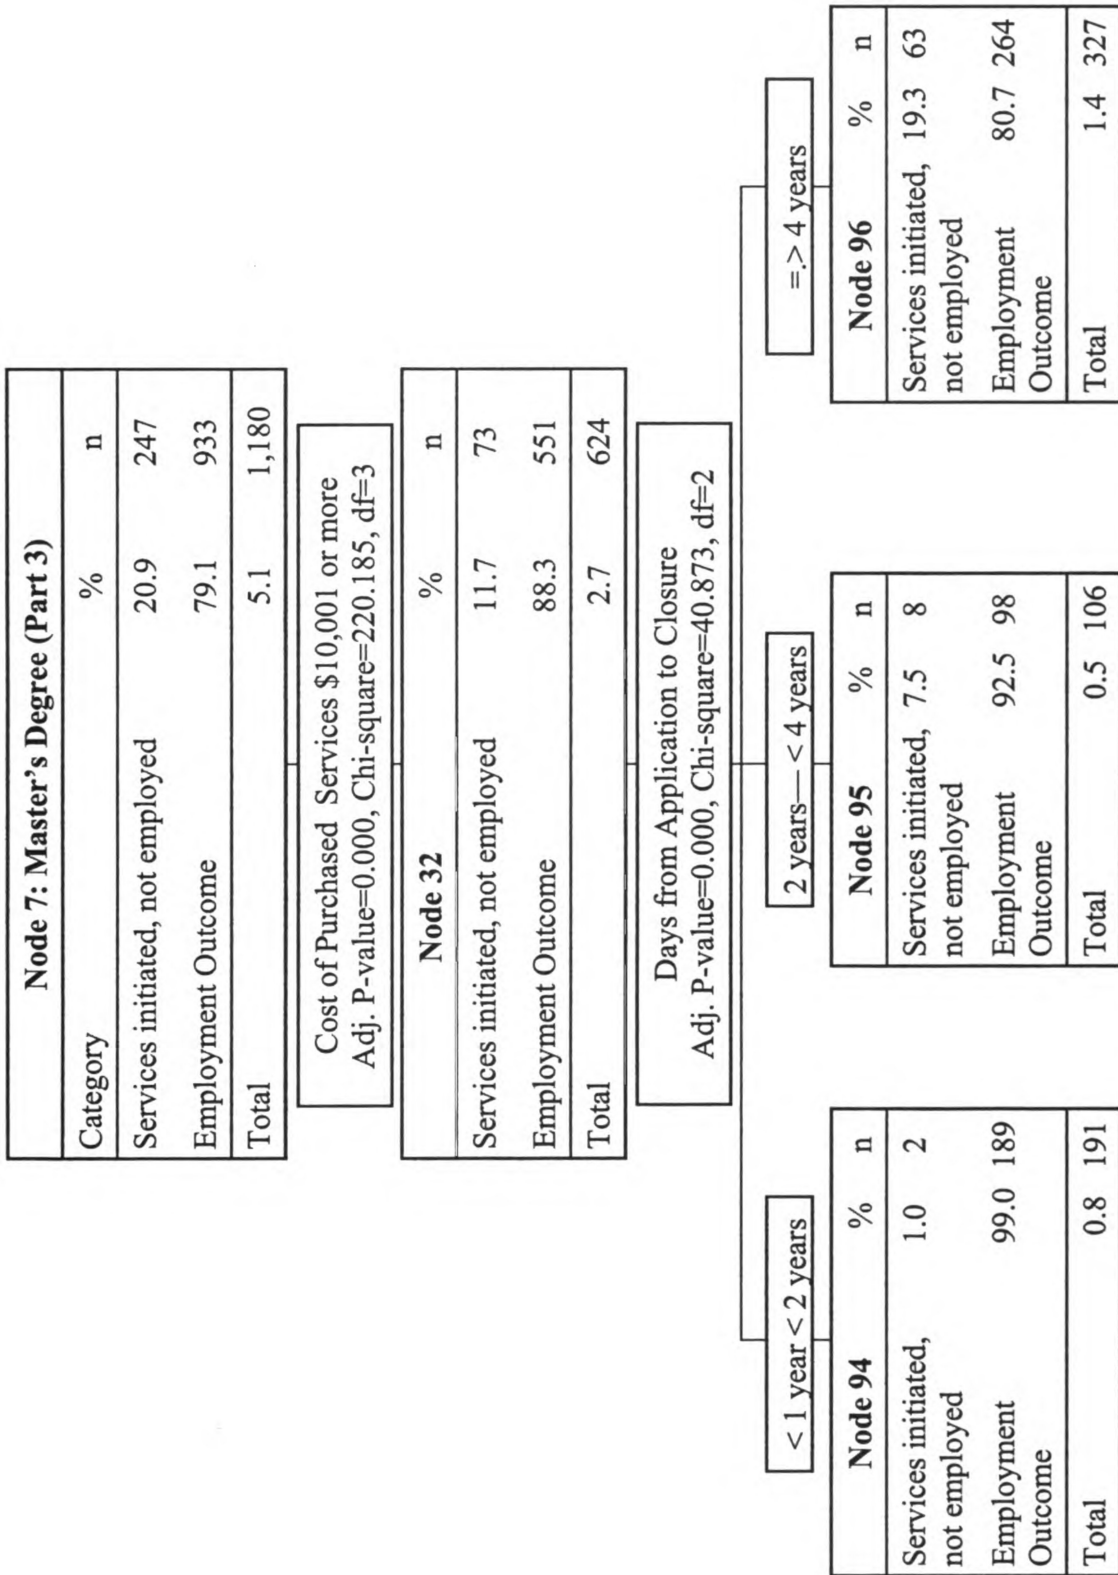 Node 7: Master's Degree (Part 3)
Category % n
Services initiated, not employed 20.9 247
Employment Outcome 79.1 933
Total 5.1 1,180
Cost of Purchased Services $10,001 or more
Adj. P-value=0.000, Chi-square=220.185, df=3
Node 32 % n
Services initiated, not employed 11.7 73
Employment Outcome 88.3 551
Total 2.7 624
Days from Application to Closure
Adj. P-value=0.000, Chi-square=40.873, df=2
< 1 year < 2 years
Node 94 % n
Services initiated, 1.0 2
not employed
Employment 99.0 189
Outcome
Total 0.8 191
2 years— < 4 years
Node 95 % n
Services initiated, 7.5 8
not employed
Employment 92.5 98
Outcome
Total 0.5 106
=.> 4 years
Node 96 % n
Services initiated, 19.3 63
not employed
Employment 80.7 264
Outcome
Total 1.4 327